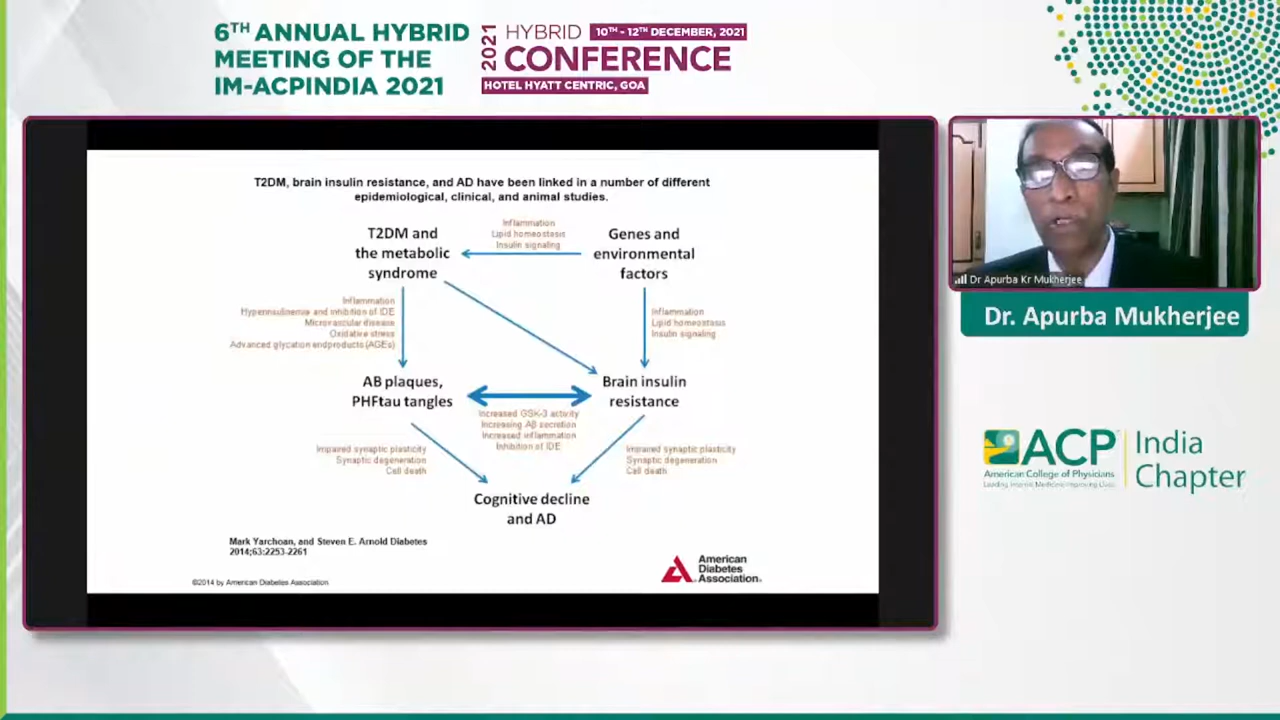 6TH ANNUAL HYBRID
MEETING OF THE
IM-ACPINDIA 2021
2021
HYBRID
10TH - 12TH DECEMBER, 2021
CONFERENCE
HOTEL HYATT CENTRIC, GOA
T2DM, brain insulin resistance, and AD have been linked in a number of different
epidemiological, clinical, and animal studies.
T2DM and
the metabolic
syndrome
Inflammation
Lipid homeostasis
Insulin signaling
Genes and
environmental
factors
Inflammation
Hyperinsulinemia and inhibition of IDE
Microvascular disease
Oxidative stress
Advanced glycation endproducts (AGEs)
Inflammation
Lipid homeostasis
Insulin signaling
AB plaques,
PHFtau tangles
Brain insulin
resistance
Increased GSK-3 activity
Increasing Aβ secretion
Increased inflammation
Inhibition of IDE
Impaired synaptic plasticity
Synaptic degeneration
Cell death
Impaired synaptic plasticity
Synaptic degeneration
Cell death
Cognitive decline
and AD
Mark Yarchoan, and Steven E. Arnold Diabetes
2014;63:2253-2261
©2014 by American Diabetes Association
American
Diabetes
Association.
Dr Apurba Kr Mukherjee
Dr. Apurba Mukherjee
ACP
American College of Physicians
Leading Internal Medicine, Improving Lives
India
Chapter